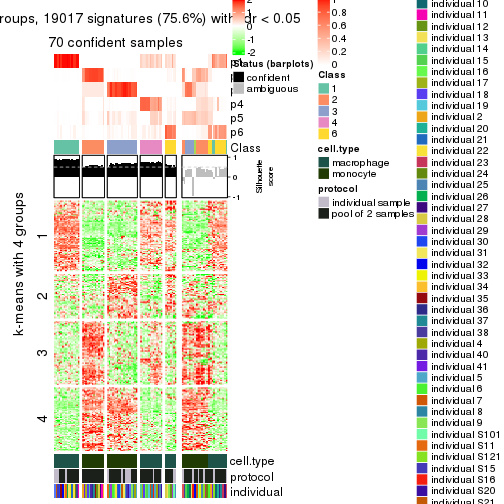 roups, 19017 signatures (75.6%) with fdr < 0.05
70 confident samples
p4
p5
p6
Class
1
0
-1
Silhouette
score
k-means with 4 groups
1
2
3
4
cell.type
protocol
individual
2
1
0
-1
-2
Status (barplots)
confident
ambiguous
0.8
0.6
0.4
0.2
0
Class
1
2
3
4
6
cell.type
macrophage
monocyte
protocol
individual sample
pool of 2 samples
individual 10
individual 11
individual 12
individual 13
individual 14
individual 15
individual 16
individual 17
individual 18
individual 19
individual 2
individual 20
individual 21
individual 22
individual 23
individual 24
individual 25
individual 26
individual 27
individual 28
individual 29
individual 30
individual 31
individual 32
individual 33
individual 34
individual 35
individual 36
individual 37
individual 38
individual 4
individual 40
individual 41
individual 5
individual 6
individual 7
individual 8
individual 9
individual S101
individual S11
individual S121
individual S15
individual S16
individual S20
individual S21